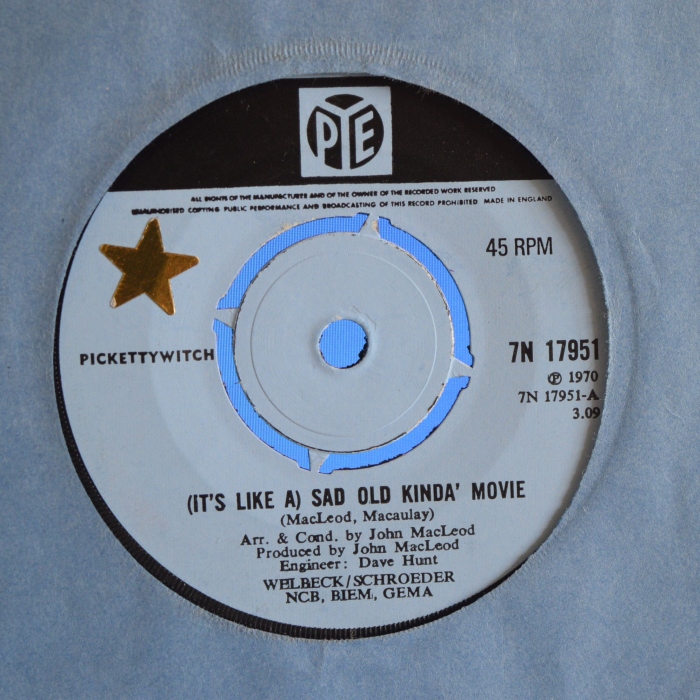 PYE
ALL RIGHTS OF THE MANUFACTURER AND OF THE OWNER OF THE RECORDED WORK RESERVED
UNAUTHORISED COPYING PUBLIC PERFORMANCE AND BROADCASTING OF THIS RECORD PROHIBITED MADE IN ENGLAND
45 RPM
PICKETTYWITCH
7N 17951
Ⓟ 1970
7N 17951-A
3.09
(IT'S LIKE A) SAD OLD KINDA' MOVIE
(MacLeod, Macaulay)
Arr. & Cond. by John MacLeod
Produced by John MacLeod
Engineer: Dave Hunt
WELBECK/SCHROEDER
NCB, BIEM, GEMA